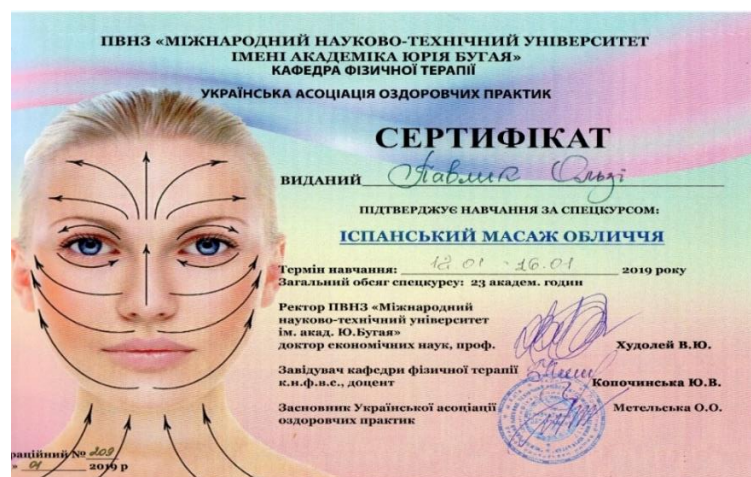 ПВНЗ «МІЖНАРОДНИЙ НАУКОВО-ТЕХНІЧНИЙ УНІВЕРСИТЕТ
ІМЕНІ АКАДЕМІКА ЮРІЯ БУГАЯ»
КАФЕДРА ФІЗИЧНОЇ ТЕРАПІЇ
УКРАЇНСЬКА АСОЦІАЦІЯ ОЗДОРОВЧИХ ПРАКТИК
СЕРТИФІКАТ
ВИДАНИЙ Павлик Ользі
ПІДТВЕРДЖУЄ НАВЧАННЯ ЗА СПЕЦКУРСОМ:
ІСПАНСЬКИЙ МАСАЖ ОБЛИЧЧЯ
Термін навчання: 12.01 - 16.01 2019 року
Загальний обсяг спецкурсу: 23 академ. годин
Ректор ПВНЗ «Міжнародний
науково-технічний університет
ім. акад. Ю.Бугая»
доктор економічних наук, проф. Худолей В.Ю.
Завідувач кафедри фізичної терапії
к.н.ф.в.с., доцент Копочинська Ю.В.
Засновник Української асоціації Метельська О.О.
оздоровчих практик
раційний № 209
» 01 2019 р